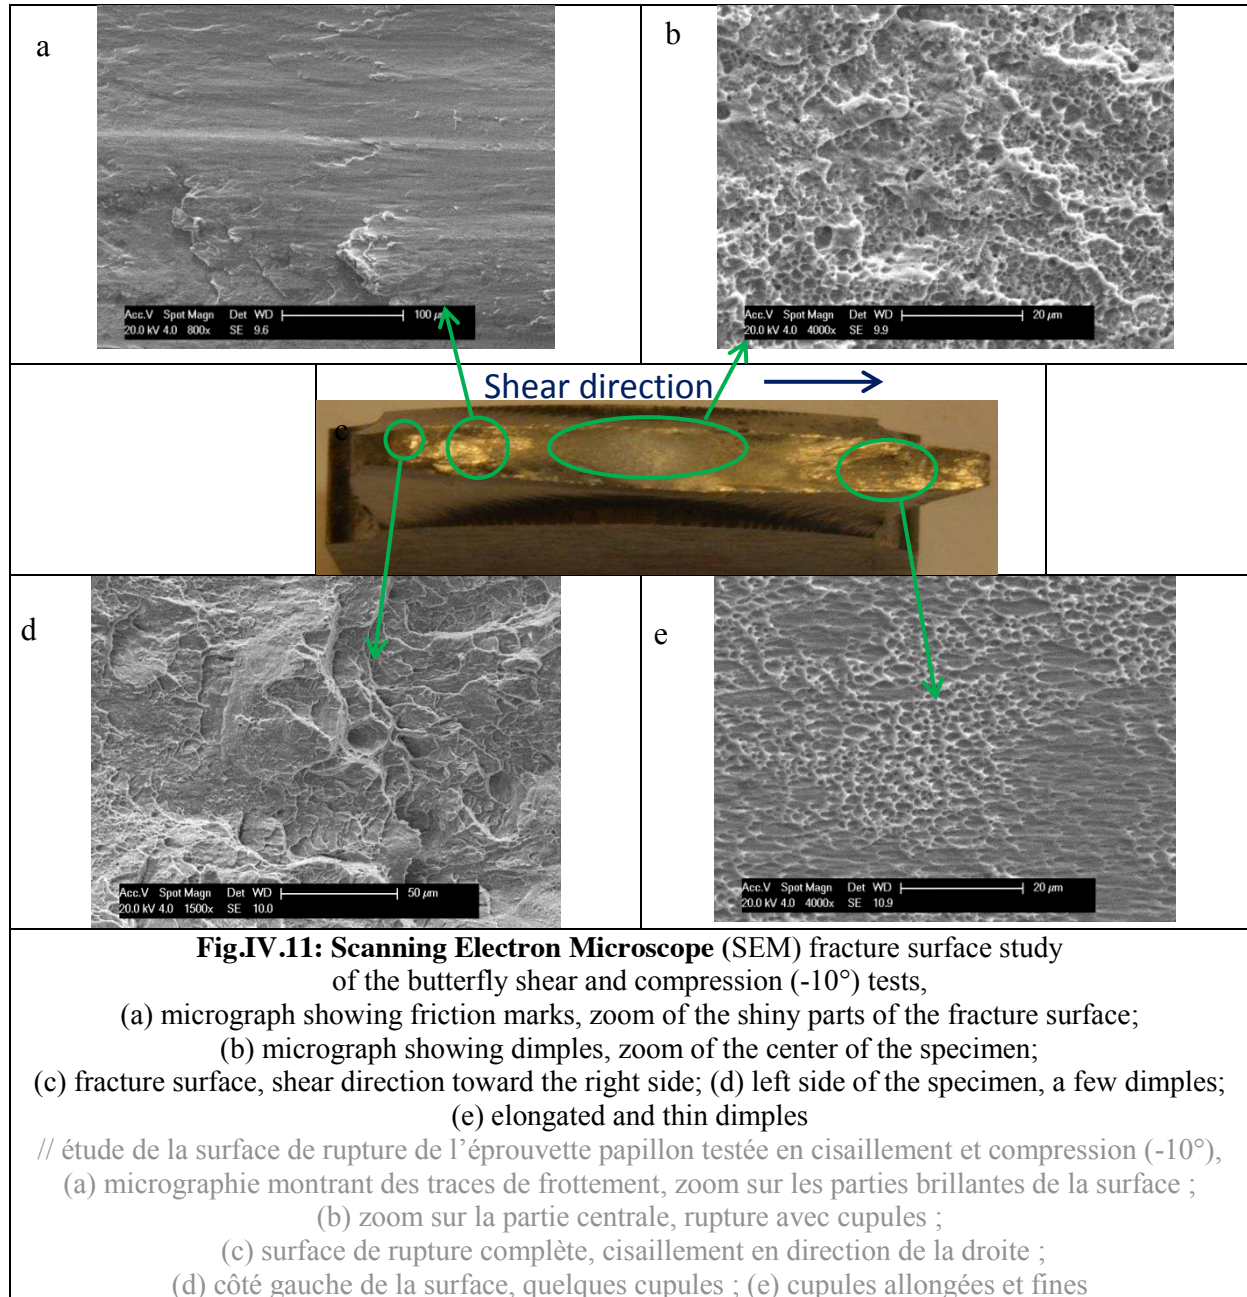 a
b
Acc.V Spot Magn Det WD 100 µm
20.0 kV 4.0 800x SE 9.6
Acc.V Spot Magn Det WD 20 µm
20.0 kV 4.0 4000x SE 9.9
Shear direction
c
d
e
Acc.V Spot Magn Det WD 50 µm
20.0 kV 4.0 1500x SE 10.0
Acc.V Spot Magn Det WD 20 µm
20.0 kV 4.0 4000x SE 10.9
Fig.IV.11: Scanning Electron Microscope (SEM) fracture surface study
of the butterfly shear and compression (-10°) tests,
(a) micrograph showing friction marks, zoom of the shiny parts of the fracture surface;
(b) micrograph showing dimples, zoom of the center of the specimen;
(c) fracture surface, shear direction toward the right side; (d) left side of the specimen, a few dimples;
(e) elongated and thin dimples
// étude de la surface de rupture de l’éprouvette papillon testée en cisaillement et compression (-10°),
(a) micrographie montrant des traces de frottement, zoom sur les parties brillantes de la surface ;
(b) zoom sur la partie centrale, rupture avec cupules ;
(c) surface de rupture complète, cisaillement en direction de la droite ;
(d) côté gauche de la surface, quelques cupules ; (e) cupules allongées et fines